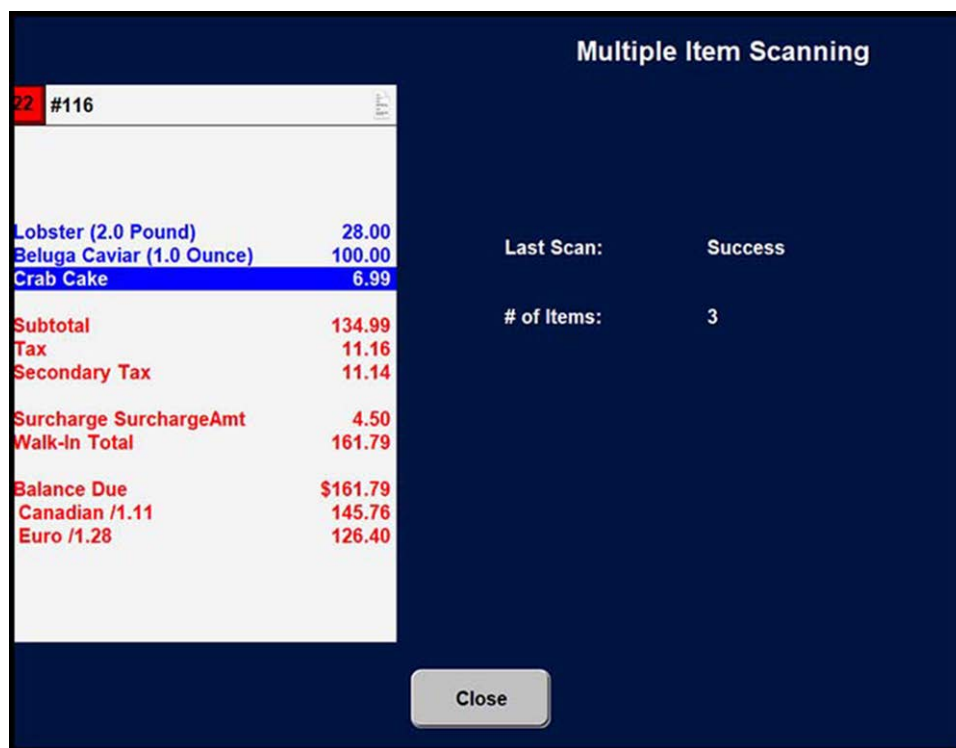 Multiple Item Scanning
22 #116
Lobster (2.0 Pound) 28.00
Beluga Caviar (1.0 Ounce) 100.00
Crab Cake 6.99
Subtotal 134.99
Tax 11.16
Secondary Tax 11.14
Surcharge SurchargeAmt 4.50
Walk-In Total 161.79
Balance Due $161.79
Canadian /1.11 145.76
Euro /1.28 126.40
Last Scan: Success
# of Items: 3
Close